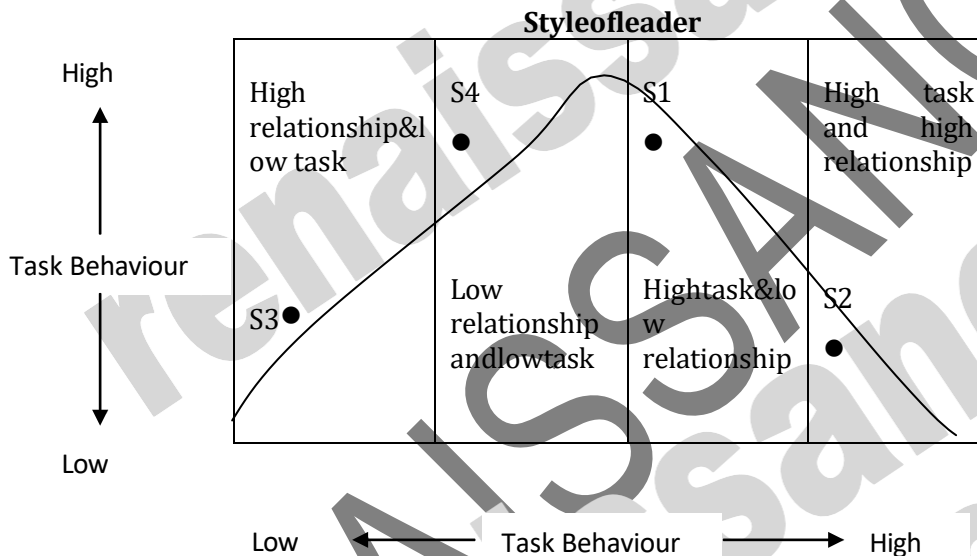 Styleofleader
High
High
relationship&l
ow task
S4
S1
High task
and high
relationship
Task Behaviour
S3
Low
relationship
andlowtask
Hightask&lo
w
relationship
S2
Low
Low
Task Behaviour
High
renaissance